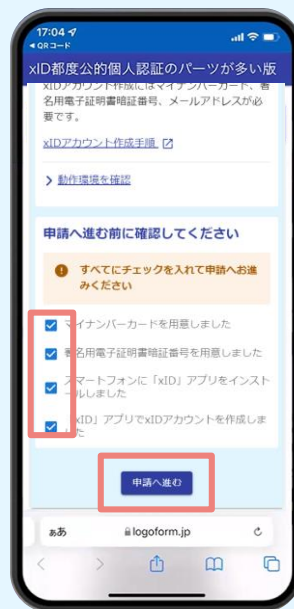 17:04
◀ QRコード
xID都度公的個人認証のパーツが多い版
xIDアカウント作成にはマイナンバーカード、署
名用電子証明書暗証番号、メールアドレスが必
要です。
xIDアカウント作成手順
動作環境を確認
申請へ進む前に確認してください
すべてにチェックを入れて申請へお進
みください
マイナンバーカードを用意しました
署名用電子証明書暗証番号を用意しました
スマートフォンに「xID」アプリをインスト
ールしました
「xID」アプリでxIDアカウントを作成しま
した
申請へ進む
ぁあ logoform.jp